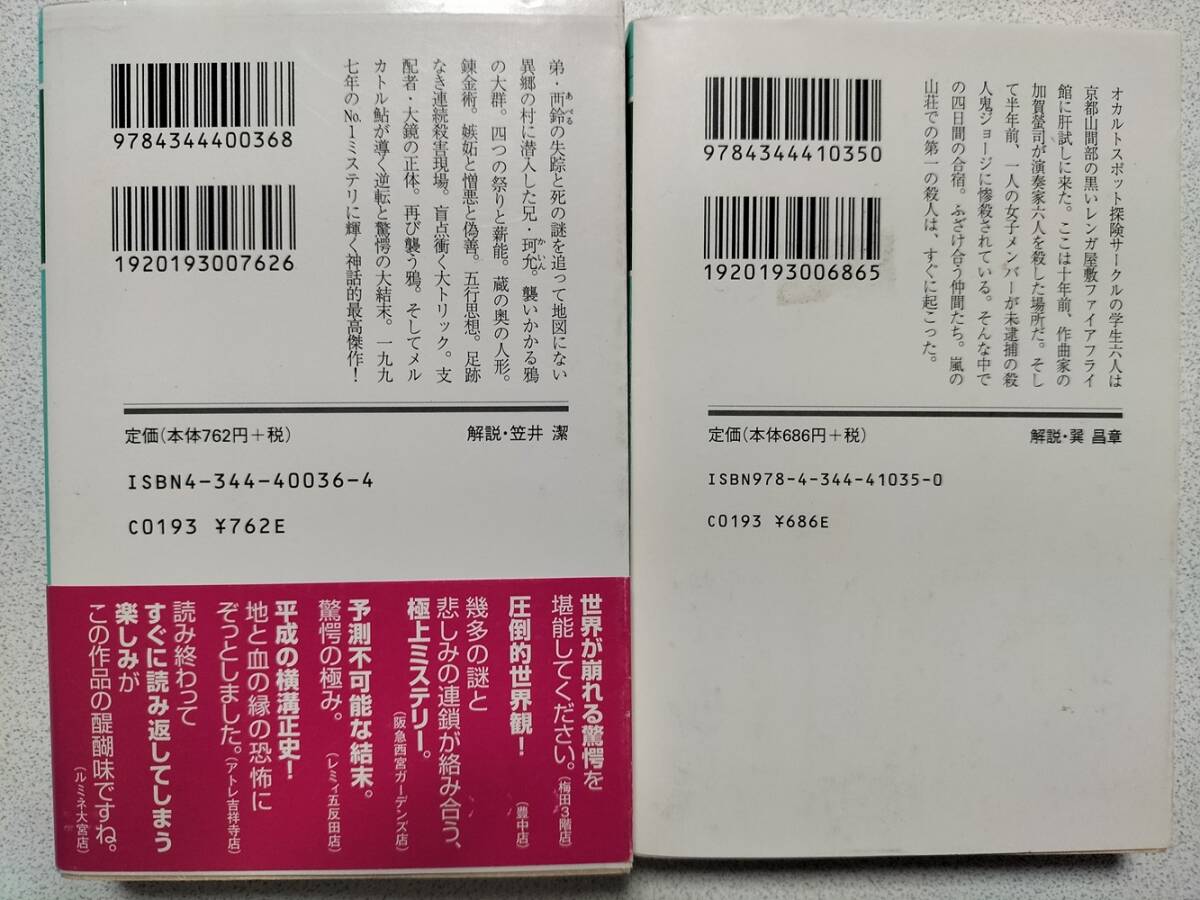 9784344400368
1920193007626
弟・襾鈴の失踪と死の謎を追って地図にない
あべる
異郷の村に潜入した兄・珂允。襲いかかる鴉
かいん
の大群。四つの祭りと薪能。蔵の奥の人形。
錬金術。嫉妬と憎悪と偽善。五行思想。足跡
なき連続殺害現場。盲点衝く大トリック。支
配者・大鏡の正体。再び襲う鴉。そしてメル
カトル鮎が導く逆転と驚愕の大結末。一九九
七年のNo.1ミステリに輝く神話的最高傑作！
定価（本体762円＋税）
解説・笠井 潔
ISBN4-344-40036-4
C0193 ¥762E
世界が崩れる驚愕を
堪能してください。（梅田3階店）
圧倒的世界観！（豊中店）
幾多の謎と
悲しみの連鎖が絡み合う、
極上ミステリー。（阪急西宮ガーデンズ店）
予測不可能な結末。
驚愕の極み。（レミィ五反田店）
平成の横溝正史！
地と血の縁の恐怖に
ぞっとしました。（アトレ吉祥寺店）
読み終わって
すぐに読み返してしまう
楽しみが
この作品の醍醐味ですね。（ルミネ大宮店）
9784344410350
1920193006865
オカルトスポット探険サークルの学生六人は
京都山間部の黒いレンガ屋敷ファイアフライ
館に肝試しに来た。ここは十年前、作曲家の
加賀螢司が演奏家六人を殺した場所だ。そし
て半年前、一人の女子メンバーが未逮捕の殺
人鬼ジョージに惨殺されている。そんな中で
の四日間の合宿。ふざけ合う仲間たち。嵐の
山荘での第一の殺人は、すぐに起こった。
定価（本体686円＋税）
解説・巽 昌章
ISBN978-4-344-41035-0
C0193 ¥686E